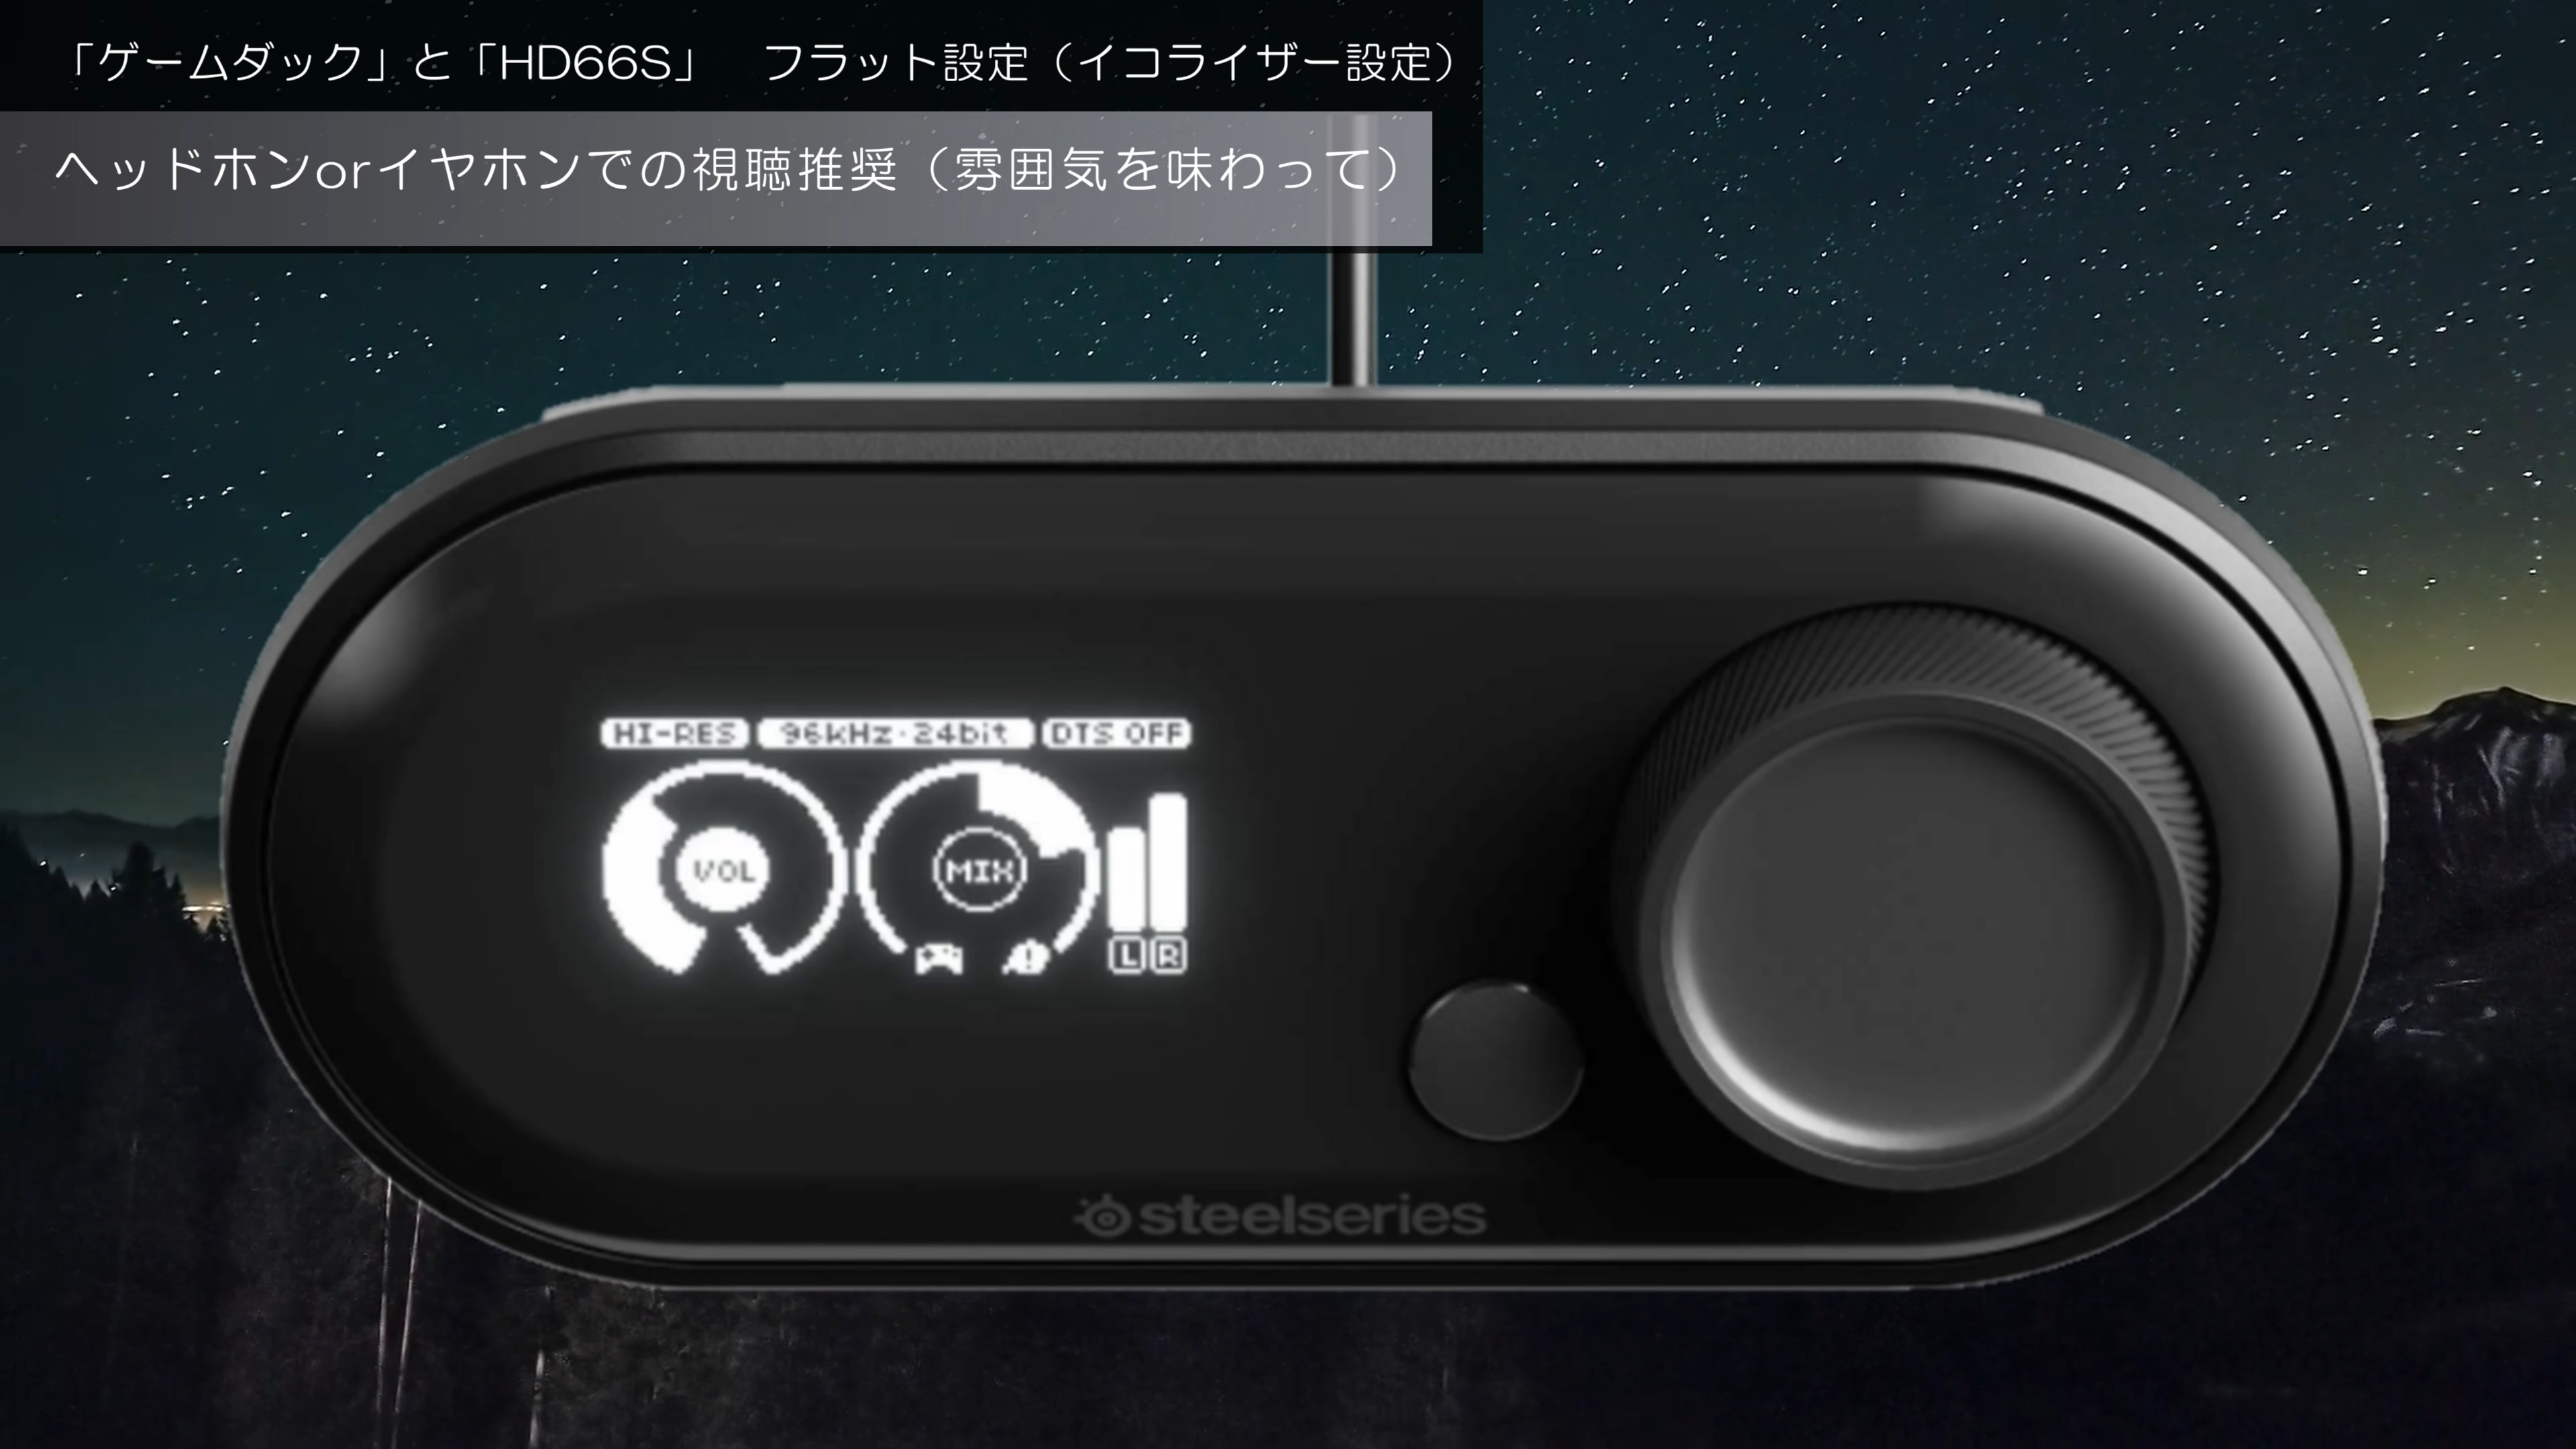 「ゲームダック」と「HD66S」　フラット設定（イコライザー設定）
ヘッドホンorイヤホンでの視聴推奨（雰囲気を味わって）
HI-RES 96kHz·24bit DTS OFF
VOL MIX
L R
steelseries